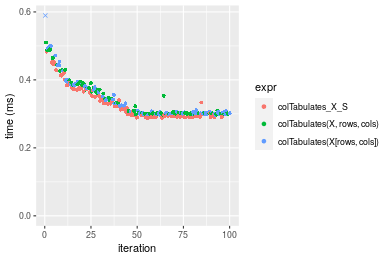 0.6
0.4
0.2
0.0
time (ms)
0
25
50
75
100
iteration
expr
colTabulates_X_S
colTabulates(X, rows, cols)
colTabulates(X[rows, cols])